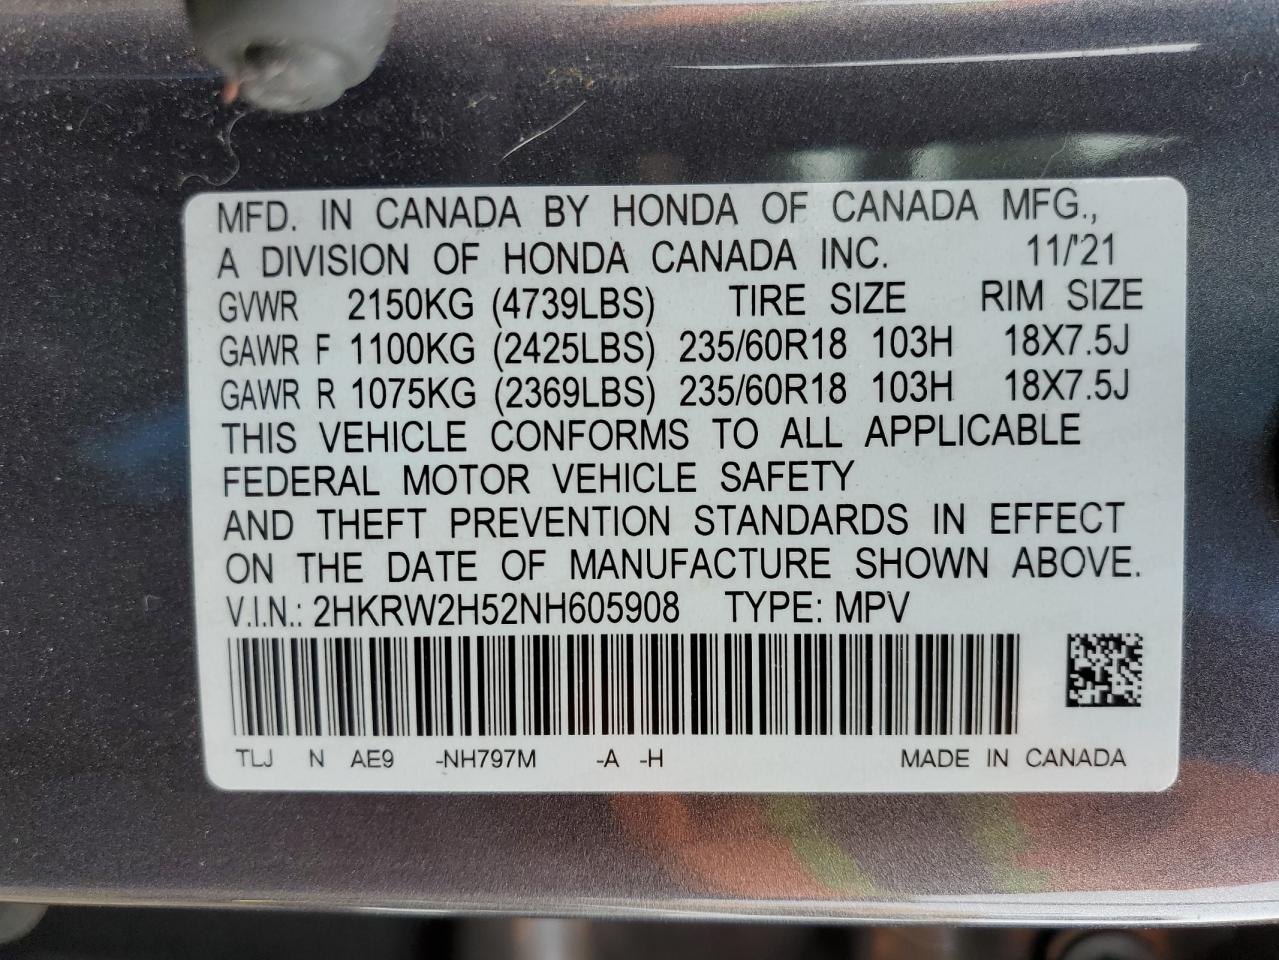 MFD. IN CANADA BY HONDA OF CANADA MFG.,
A DIVISION OF HONDA CANADA INC. 11/'21
GVWR 2150KG (4739LBS) TIRE SIZE RIM SIZE
GAWR F 1100KG (2425LBS) 235/60R18 103H 18X7.5J
GAWR R 1075KG (2369LBS) 235/60R18 103H 18X7.5J
THIS VEHICLE CONFORMS TO ALL APPLICABLE
FEDERAL MOTOR VEHICLE SAFETY
AND THEFT PREVENTION STANDARDS IN EFFECT
ON THE DATE OF MANUFACTURE SHOWN ABOVE.
V.I.N.: 2HKRW2H52NH605908 TYPE: MPV
TLJ N AE9 -NH797M -A -H MADE IN CANADA